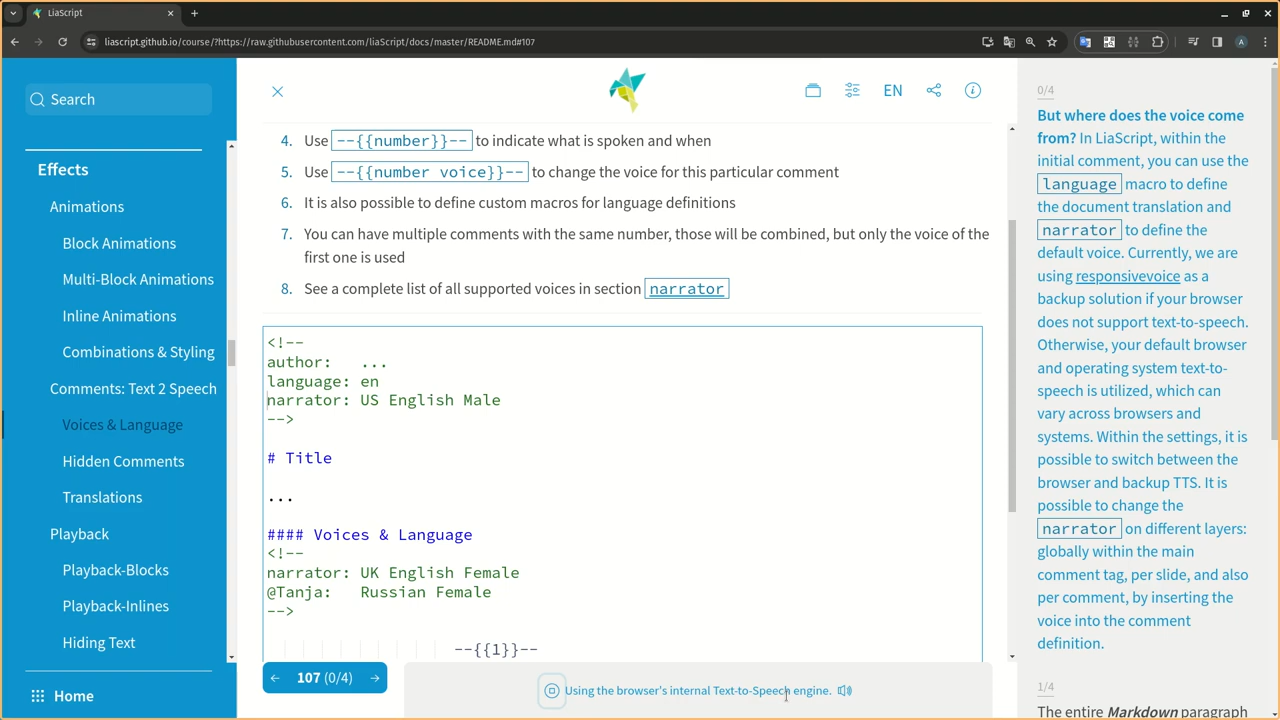 LiaScript
liascript.github.io/course/?https://raw.githubusercontent.com/liaScript/docs/master/README.md#107
Search
Effects
Animations
Block Animations
Multi-Block Animations
Inline Animations
Combinations & Styling
Comments: Text 2 Speech
Voices & Language
Hidden Comments
Translations
Playback
Playback-Blocks
Playback-Inlines
Hiding Text
Home
EN
4. Use --{{number}}-- to indicate what is spoken and when
5. Use --{{number voice}}-- to change the voice for this particular comment
6. It is also possible to define custom macros for language definitions
7. You can have multiple comments with the same number, those will be combined, but only the voice of the
first one is used
8. See a complete list of all supported voices in section narrator
<!--
author:   ...
language: en
narrator: US English Male
-->
# Title
...
#### Voices & Language
<!--
narrator: UK English Female
@Tanja:   Russian Female
-->
--{{1}}--
107 (0/4)
Using the browser's internal Text-to-Speech engine.
0/4
But where does the voice come
from? In LiaScript, within the
initial comment, you can use the
language macro to define
the document translation and
narrator to define the
default voice. Currently, we are
using responsivevoice as a
backup solution if your browser
does not support text-to-speech.
Otherwise, your default browser
and operating system text-to-
speech is utilized, which can
vary across browsers and
systems. Within the settings, it is
possible to switch between the
browser and backup TTS. It is
possible to change the
narrator on different layers:
globally within the main
comment tag, per slide, and also
per comment, by inserting the
voice into the comment
definition.
1/4
The entire Markdown paragraph